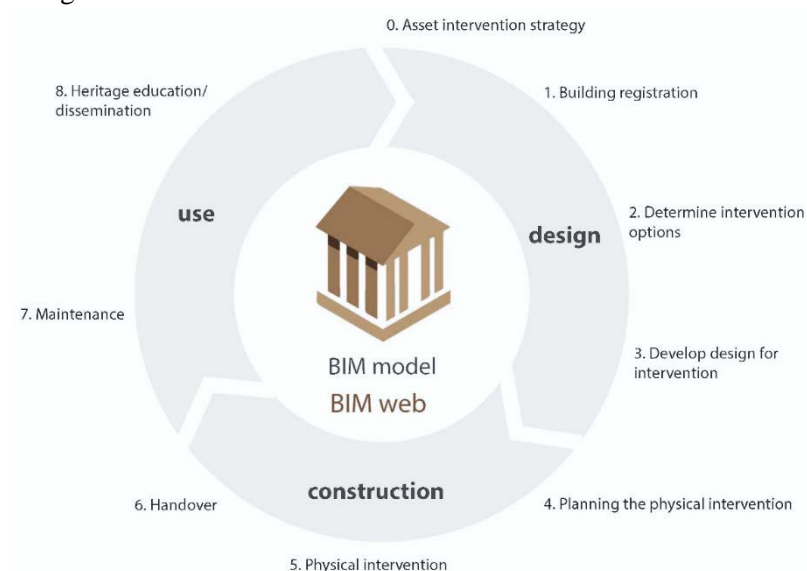 0. Asset intervention strategy
1. Building registration
2. Determine intervention
options
3. Develop design for
intervention
4. Planning the physical intervention
5. Physical intervention
6. Handover
7. Maintenance
8. Heritage education/
dissemination
use
design
construction
BIM model
BIM web